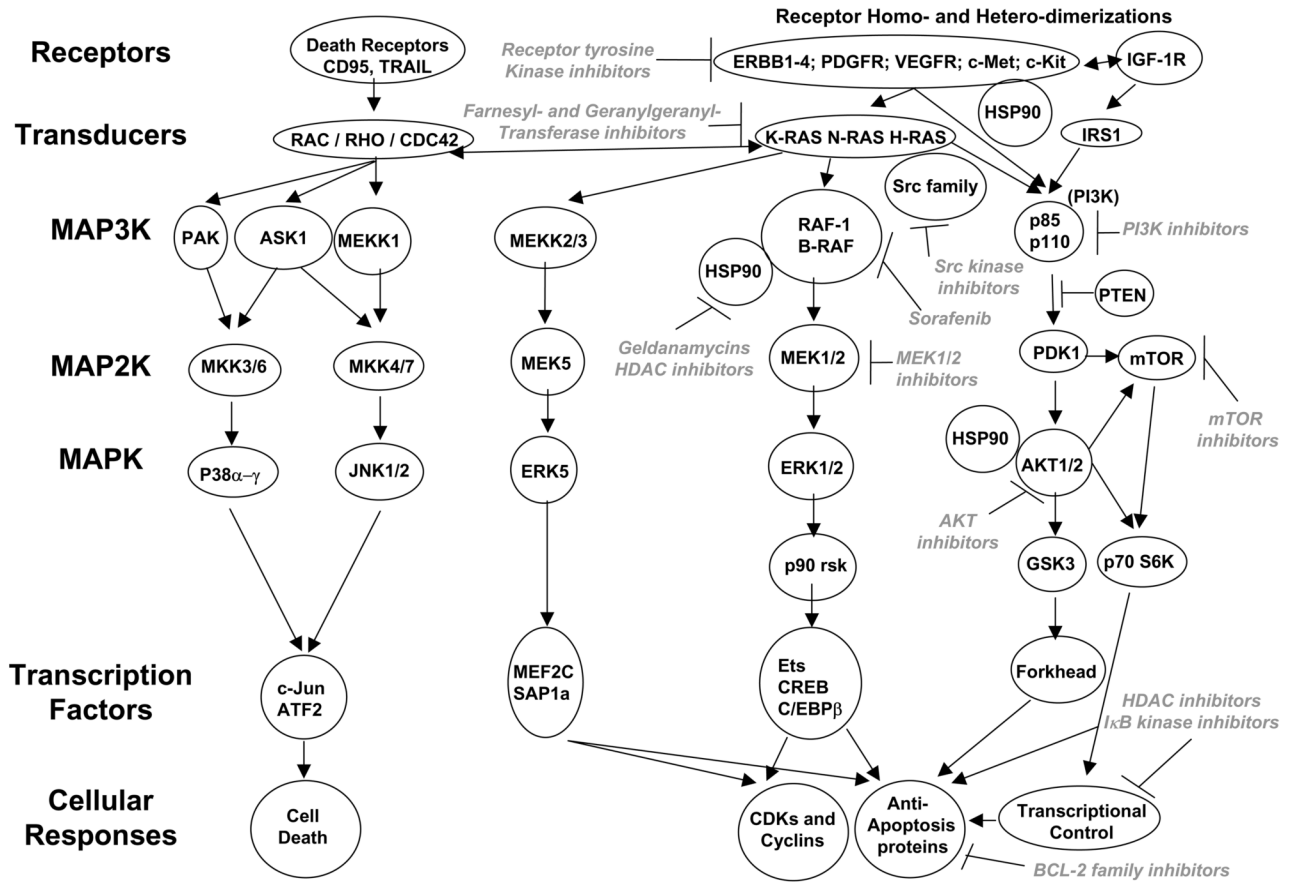 Receptor Homo- and Hetero-dimerizations
Receptors
Death Receptors
CD95, TRAIL
Receptor tyrosine
Kinase inhibitors
ERBB1-4; PDGFR; VEGFR; c-Met; c-Kit
IGF-1R
HSP90
Transducers
RAC / RHO / CDC42
Farnesyl- and Geranylgeranyl-
Transferase inhibitors
K-RAS N-RAS H-RAS
IRS1
Src family
MAP3K
PAK
ASK1
MEKK1
MEKK2/3
RAF-1
B-RAF
HSP90
(PI3K)
p85
p110
PI3K inhibitors
Src kinase
inhibitors
Sorafenib
PTEN
Geldanamycins
HDAC inhibitors
MAP2K
MKK3/6
MKK4/7
MEK5
MEK1/2
MEK1/2
inhibitors
PDK1
mTOR
mTOR
inhibitors
MAPK
P38α–γ
JNK1/2
ERK5
ERK1/2
HSP90
AKT1/2
AKT
inhibitors
p90 rsk
GSK3
p70 S6K
Transcription
Factors
c-Jun
ATF2
MEF2C
SAP1a
Ets
CREB
C/EBPβ
Forkhead
HDAC inhibitors
IκB kinase inhibitors
Cellular
Responses
Cell
Death
CDKs and
Cyclins
Anti-
Apoptosis
proteins
Transcriptional
Control
BCL-2 family inhibitors